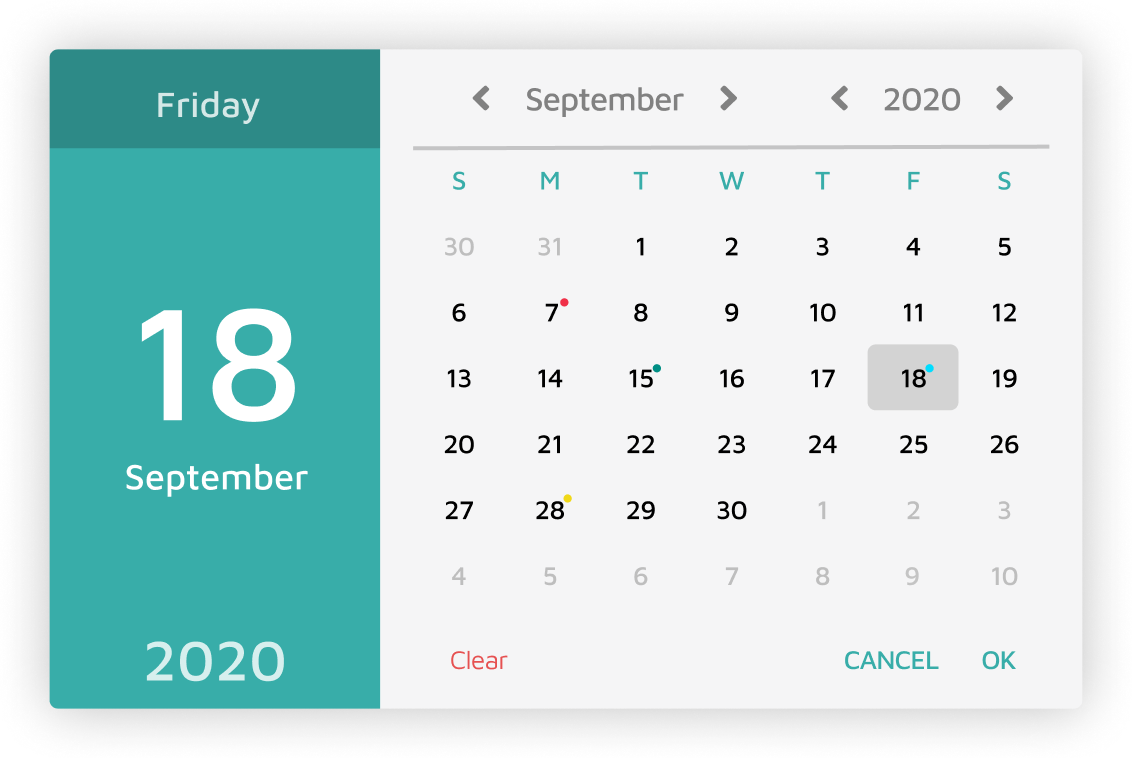 Friday
18
September
2020
September 2020
S M T W T F S
30 31 1 2 3 4 5
6 7 8 9 10 11 12
13 14 15 16 17 18 19
20 21 22 23 24 25 26
27 28 29 30 1 2 3
4 5 6 7 8 9 10
Clear CANCEL OK